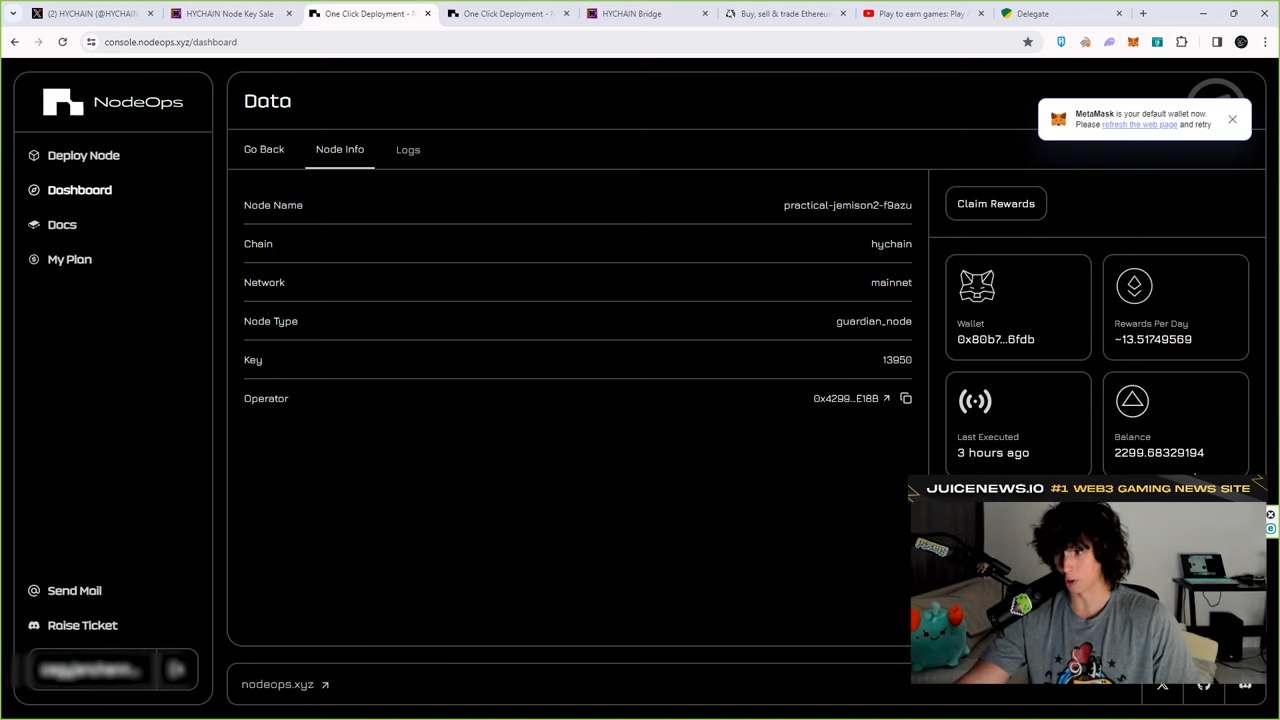 (2) HYCHAIN (@HYCHAIN
HYCHAIN Node Key Sale
One Click Deployment - N
One Click Deployment - N
HYCHAIN Bridge
Buy, sell & trade Ethereu
Play to earn games: Play
Delegate
console.nodeops.xyz/dashboard
NodeOps
Data
MetaMask is your default wallet now.
Please refresh the web page and retry
Deploy Node
Dashboard
Docs
My Plan
Go Back
Node Info
Logs
Node Name
practical-jemison2-f9azu
Chain
hychain
Network
mainnet
Node Type
guardian_node
Key
13950
Operator
0x4299...E18B
Claim Rewards
Wallet
0x80b7...6fdb
Rewards Per Day
~13.51749569
Last Executed
3 hours ago
Balance
2299.68329194
JUICENEWS.IO #1 WEB3 GAMING NEWS SITE
PIXELS
Send Mail
Raise Ticket
nodeops.xyz